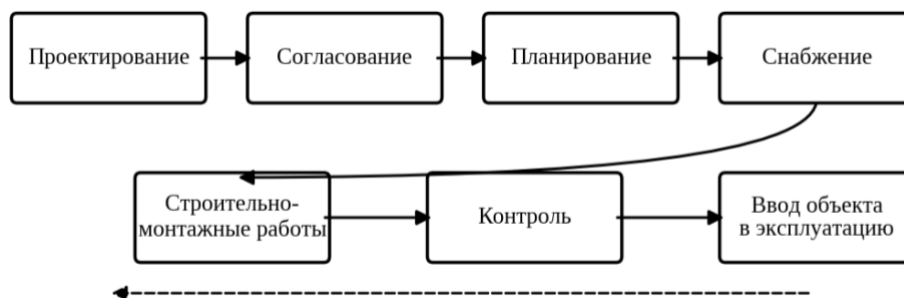 Проектирование
Согласование
Планирование
Снабжение
Строительно-
монтажные работы
Контроль
Ввод объекта
в эксплуатацию